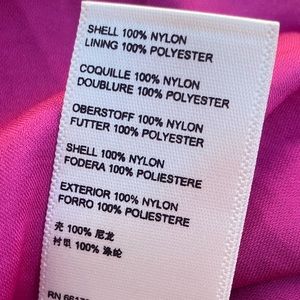 SHELL 100% NYLON
LINING 100% POLYESTER
COQUILLE 100% NYLON
DOUBLURE 100% POLYESTER
OBERSTOFF 100% NYLON
FUTTER 100% POLYESTER
SHELL 100% NYLON
FODERA 100% POLIESTERE
EXTERIOR 100% NYLON
FORRO 100% POLIESTERE
壳 100% 尼龙
衬里 100% 涤纶
RN